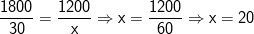 1800/30 = 1200/x ⇒ x = 1200/60 ⇒ x = 20